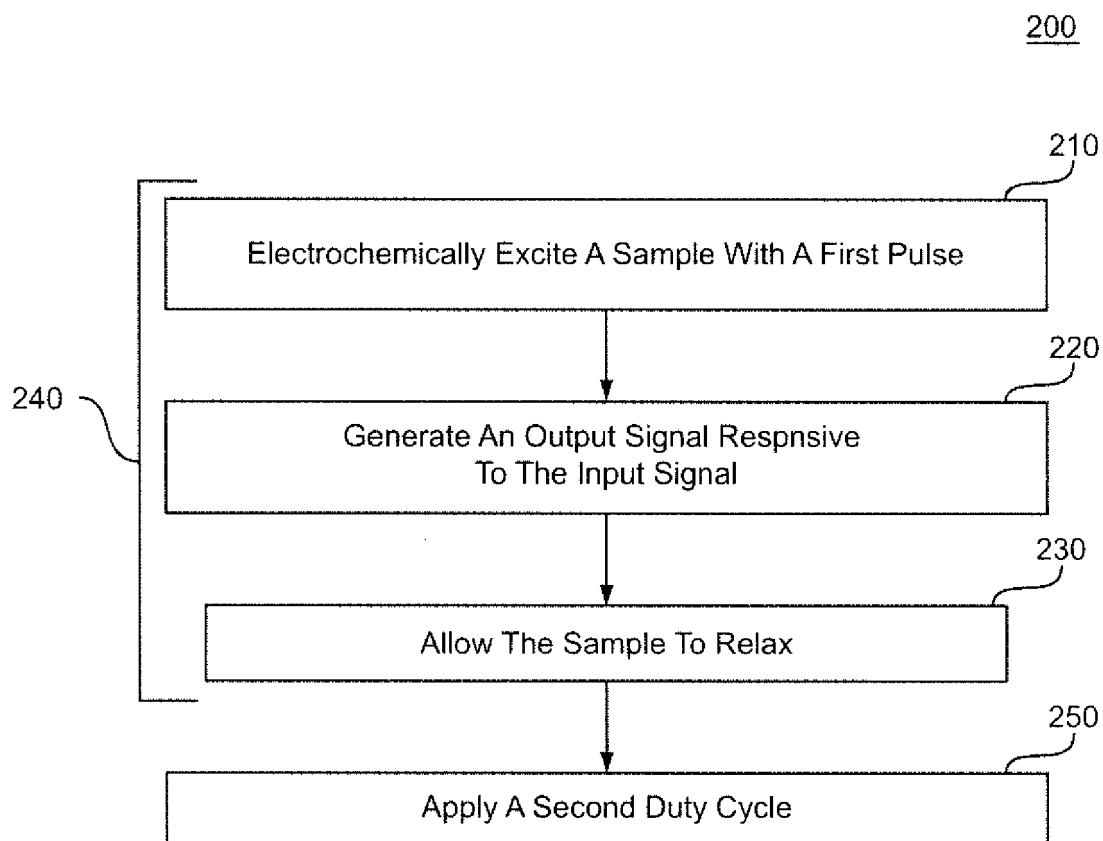 200
210
Electrochemically Excite A Sample With A First Pulse
220
240
Generate An Output Signal Respnsive
To The Input Signal
230
Allow The Sample To Relax
250
Apply A Second Duty Cycle